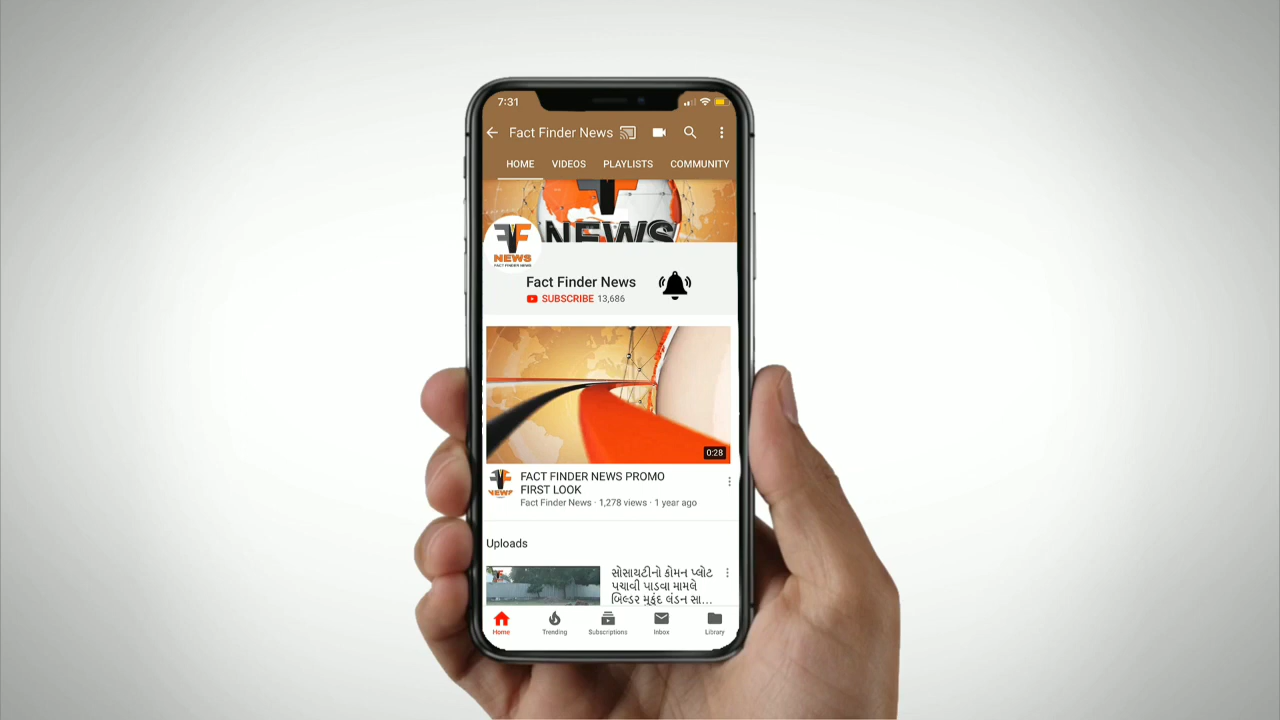 7:31
Fact Finder News
HOME VIDEOS PLAYLISTS COMMUNITY
NEWS
FF
NEWS
FACT FINDER NEWS
Fact Finder News
SUBSCRIBE 13,686
0:28
FACT FINDER NEWS PROMO
FIRST LOOK
Fact Finder News · 1,278 views · 1 year ago
NEWS
Uploads
સોસાયટીનો કોમન પ્લોટ
પચાવી પાડવા મામલે
બિલ્ડર મુકુંદ લંડન સા...
Home Trending Subscriptions Inbox Library